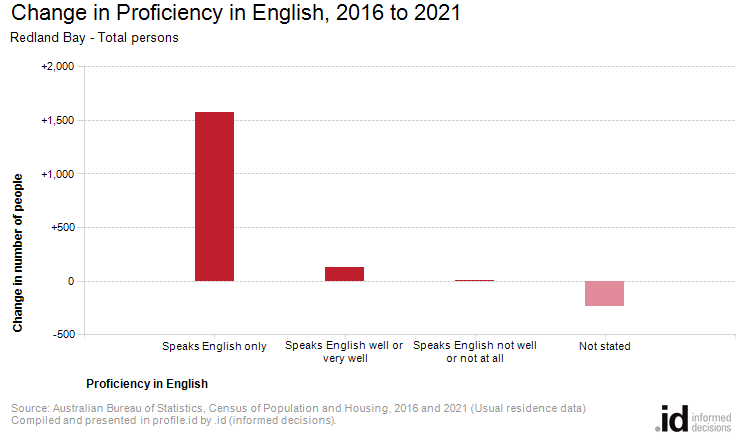 Change in Proficiency in English, 2016 to 2021
Redland Bay - Total persons
+2,000
+1,500
+1,000
+500
0
-500
Change in number of people
Speaks English only
Speaks English well or
very well
Speaks English not well
or not at all
Not stated
Proficiency in English
Source: Australian Bureau of Statistics, Census of Population and Housing, 2016 and 2021 (Usual residence data)
Compiled and presented in profile.id by .id (informed decisions).
.id informed
decisions